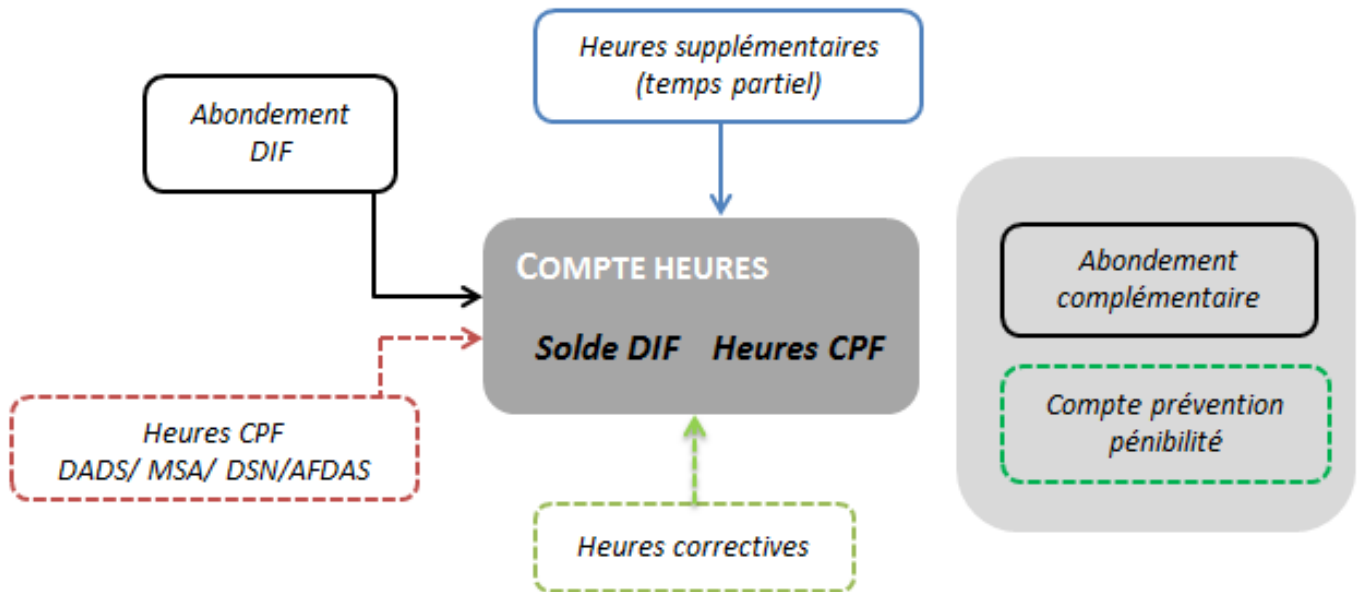 Heures supplémentaires
(temps partiel)
Abondement
DIF
COMPTE HEURES
Solde DIF Heures CPF
Abondement
complémentaire
Compte prévention
pénibilité
Heures CPF
DADS/ MSA/ DSN/AFDAS
Heures correctives